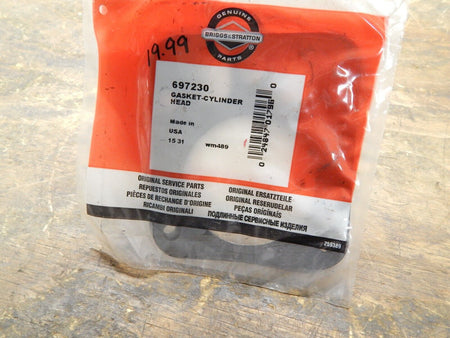 19.99
GENUINE
BRIGGS & STRATTON
PARTS
697230
GASKET-CYLINDER
HEAD
Made in
USA
15 31 wm489
ORIGINAL SERVICE PARTS
REPUESTOS ORIGINALES
PIÈCES DE RECHANGE D'ORIGINE
RICAMBI ORIGINALI
ORIGINAL ERSATZTEILE
ORIGINAL RESERUDELAR
PEÇAS ORIGINAIS
ПОДЛИННЫЕ СЕРВИСНЫЕ ИЗДЕЛИЯ